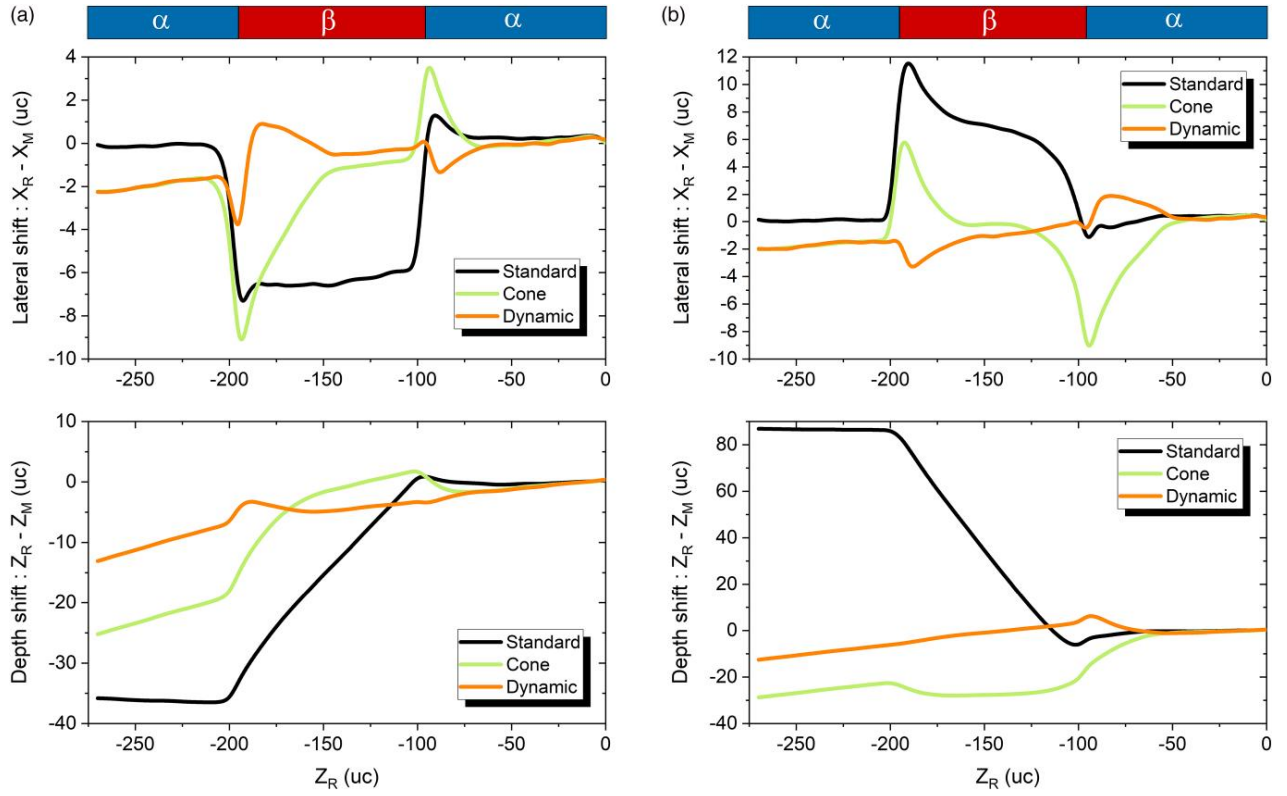 (a)
α β α
4
2
0
-2
-4
-6
-8
-10
Lateral shift : X_R - X_M (uc)
Standard
Cone
Dynamic
-250 -200 -150 -100 -50 0
10
0
-10
-20
-30
-40
Depth shift : Z_R - Z_M (uc)
Standard
Cone
Dynamic
-250 -200 -150 -100 -50 0
Z_R (uc)
(b)
α β α
12
10
8
6
4
2
0
-2
-4
-6
-8
-10
Lateral shift : X_R - X_M (uc)
Standard
Cone
Dynamic
-250 -200 -150 -100 -50 0
80
60
40
20
0
-20
-40
Depth shift : Z_R - Z_M (uc)
Standard
Cone
Dynamic
-250 -200 -150 -100 -50 0
Z_R (uc)